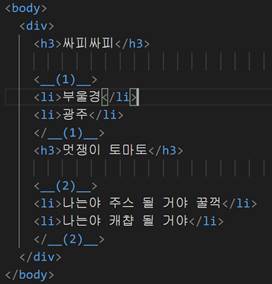 <body>
<div>
<h3>싸피싸피</h3>
<__(1)__>
<li>부울경</li>
<li>광주</li>
</__(1)__>
<h3>멋쟁이 토마토</h3>
<__(2)__>
<li>나는야 주스 될 거야 꿀꺽</li>
<li>나는야 캐챱 될 거야</li>
</__(2)__>
</div>
</body>